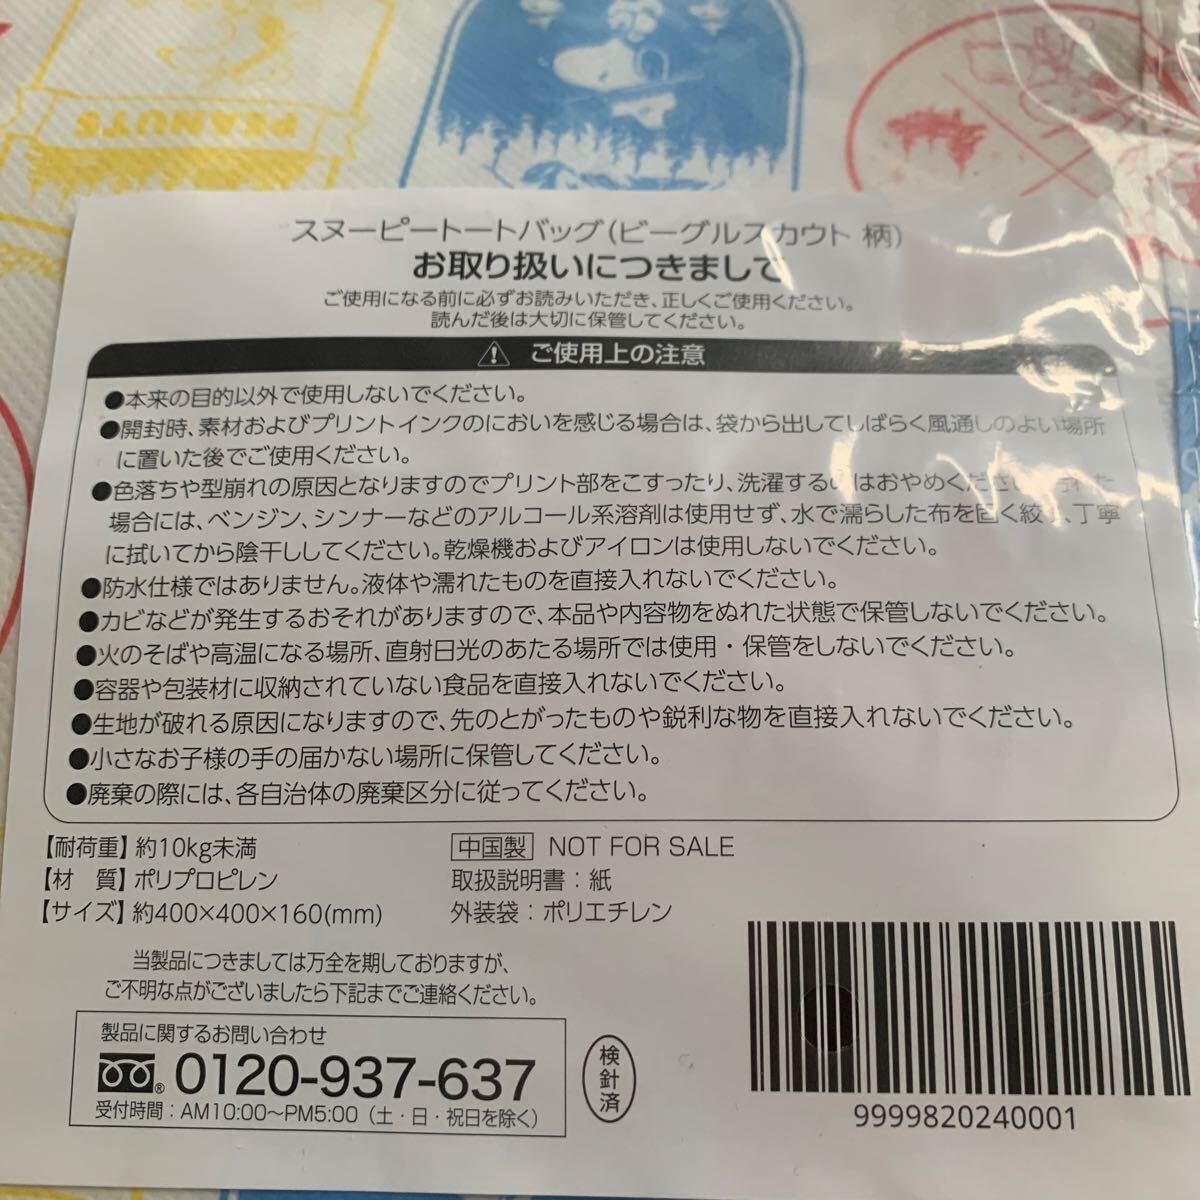 PEANUTS
スヌーピートートバッグ(ビーグルスカウト 柄)
お取り扱いにつきまして
ご使用になる前に必ずお読みいただき、正しくご使用ください。
読んだ後は大切に保管してください。
ご使用上の注意
●本来の目的以外で使用しないでください。
●開封時、素材およびプリントインクのにおいを感じる場合は、袋から出してしばらく風通しのよい場所
に置いた後でご使用ください。
●色落ちや型崩れの原因となりますのでプリント部をこすったり、洗濯するのはおやめください
場合には、ベンジン、シンナーなどのアルコール系溶剤は使用せず、水で濡らした布を固く絞り、丁寧
に拭いてから陰干ししてください。乾燥機およびアイロンは使用しないでください。
●防水仕様ではありません。液体や濡れたものを直接入れないでください。
●カビなどが発生するおそれがありますので、本品や内容物をぬれた状態で保管しないでください。
●火のそばや高温になる場所、直射日光のあたる場所では使用・保管をしないでください。
●容器や包装材に収納されていない食品を直接入れないでください。
●生地が破れる原因になりますので、先のとがったものや鋭利な物を直接入れないでください。
●小さなお子様の手の届かない場所に保管してください。
●廃棄の際には、各自治体の廃棄区分に従ってください。
【耐荷重】約10kg未満
【材 質】ポリプロピレン
【サイズ】約400×400×160(mm)
中国製 NOT FOR SALE
取扱説明書：紙
外装袋：ポリエチレン
当製品につきましては万全を期しておりますが、
ご不明な点がございましたら下記までご連絡ください。
製品に関するお問い合わせ
0120-937-637
受付時間：AM10:00〜PM5:00（土・日・祝日を除く）
検針済
9999820240001